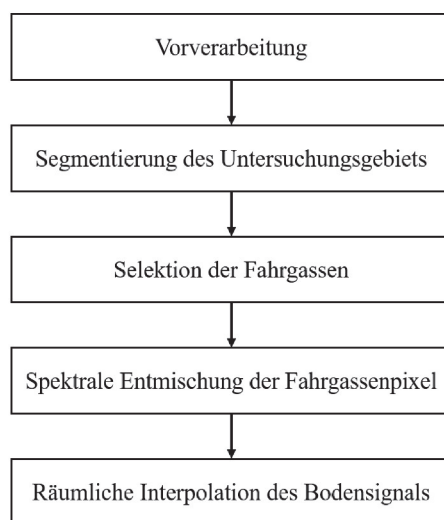 Vorverarbeitung
Segmentierung des Untersuchungsgebiets
Selektion der Fahrgassen
Spektrale Entmischung der Fahrgassenpixel
Räumliche Interpolation des Bodensignals